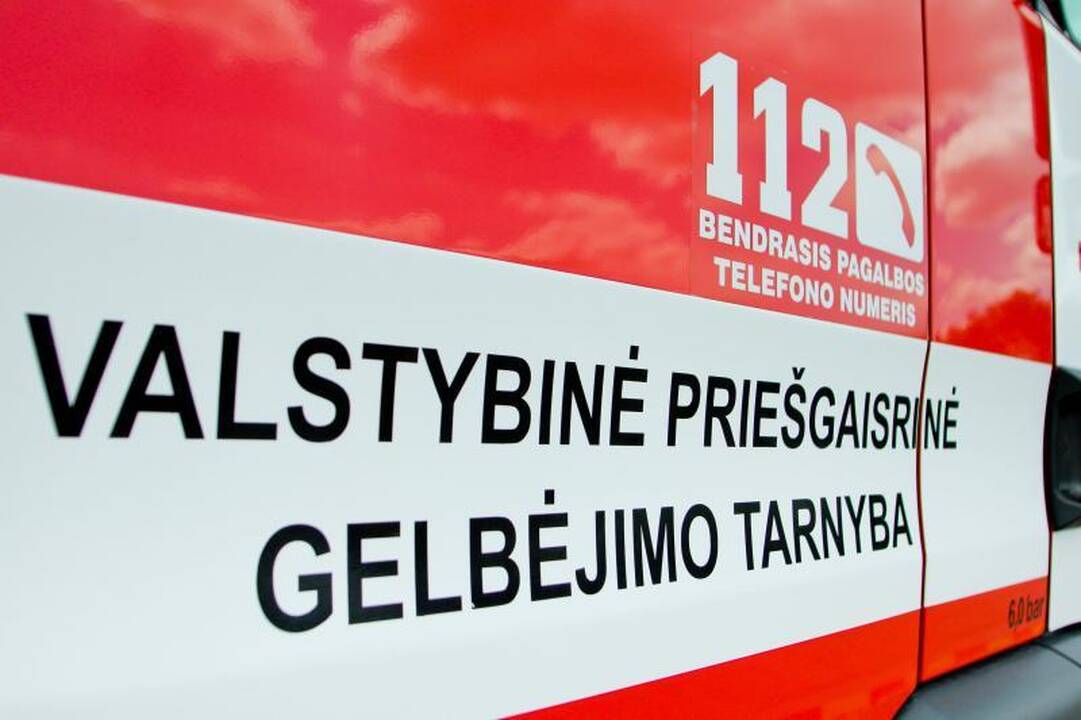 112
BENDRASIS PAGALBOS
TELEFONO NUMERIS
VALSTYBINĖ PRIEŠGAISRINĖ
GELBĖJIMO TARNYBA
6,0 bar